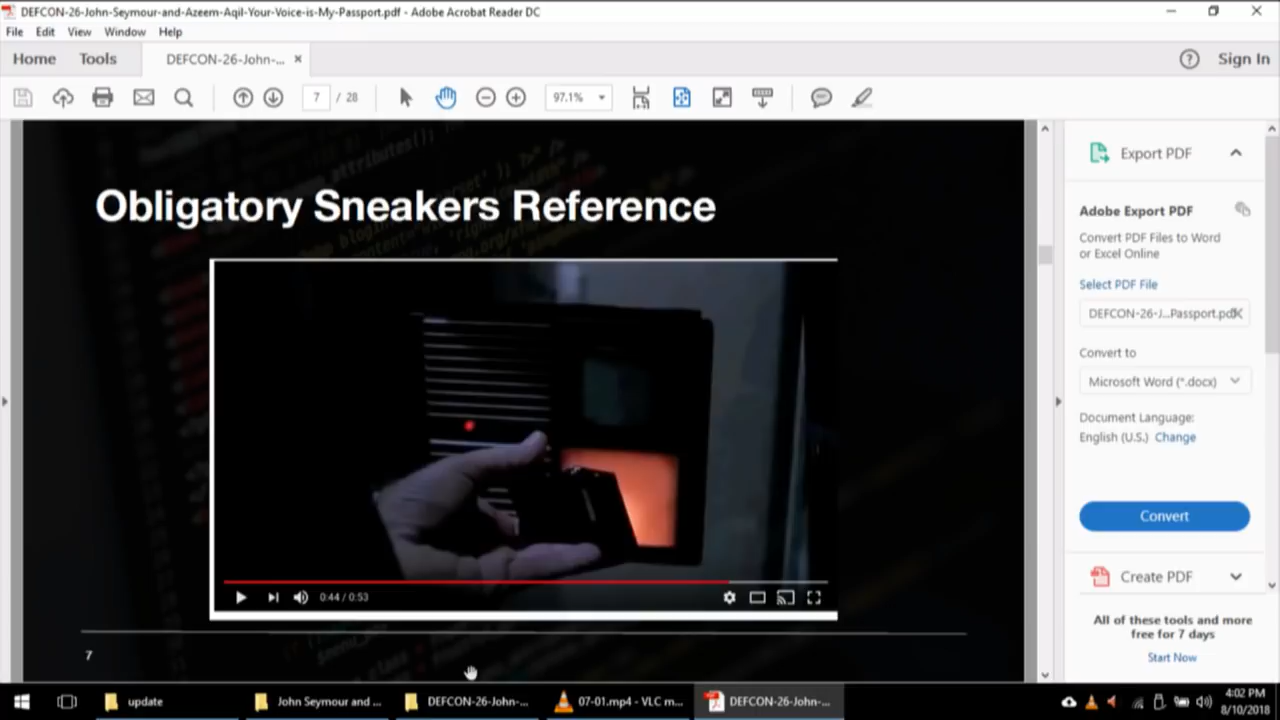 DEFCON-26-John-Seymour-and-Azeem-Aqil-Your-Voice-is-My-Passport.pdf - Adobe Acrobat Reader DC
File Edit View Window Help
Home Tools DEFCON-26-John-... × Sign In
7 / 28 97.1%
Obligatory Sneakers Reference
0:44 / 0:53
7
Export PDF
Adobe Export PDF
Convert PDF Files to Word
or Excel Online
Select PDF File
DEFCON-26-J...Passport.pdf
Convert to
Microsoft Word (*.docx)
Document Language:
English (U.S.) Change
Convert
Create PDF
All of these tools and more
free for 7 days
Start Now
update John Seymour and ... DEFCON-26-John-... 07-01.mp4 - VLC m... DEFCON-26-John-...
4:02 PM
8/10/2018